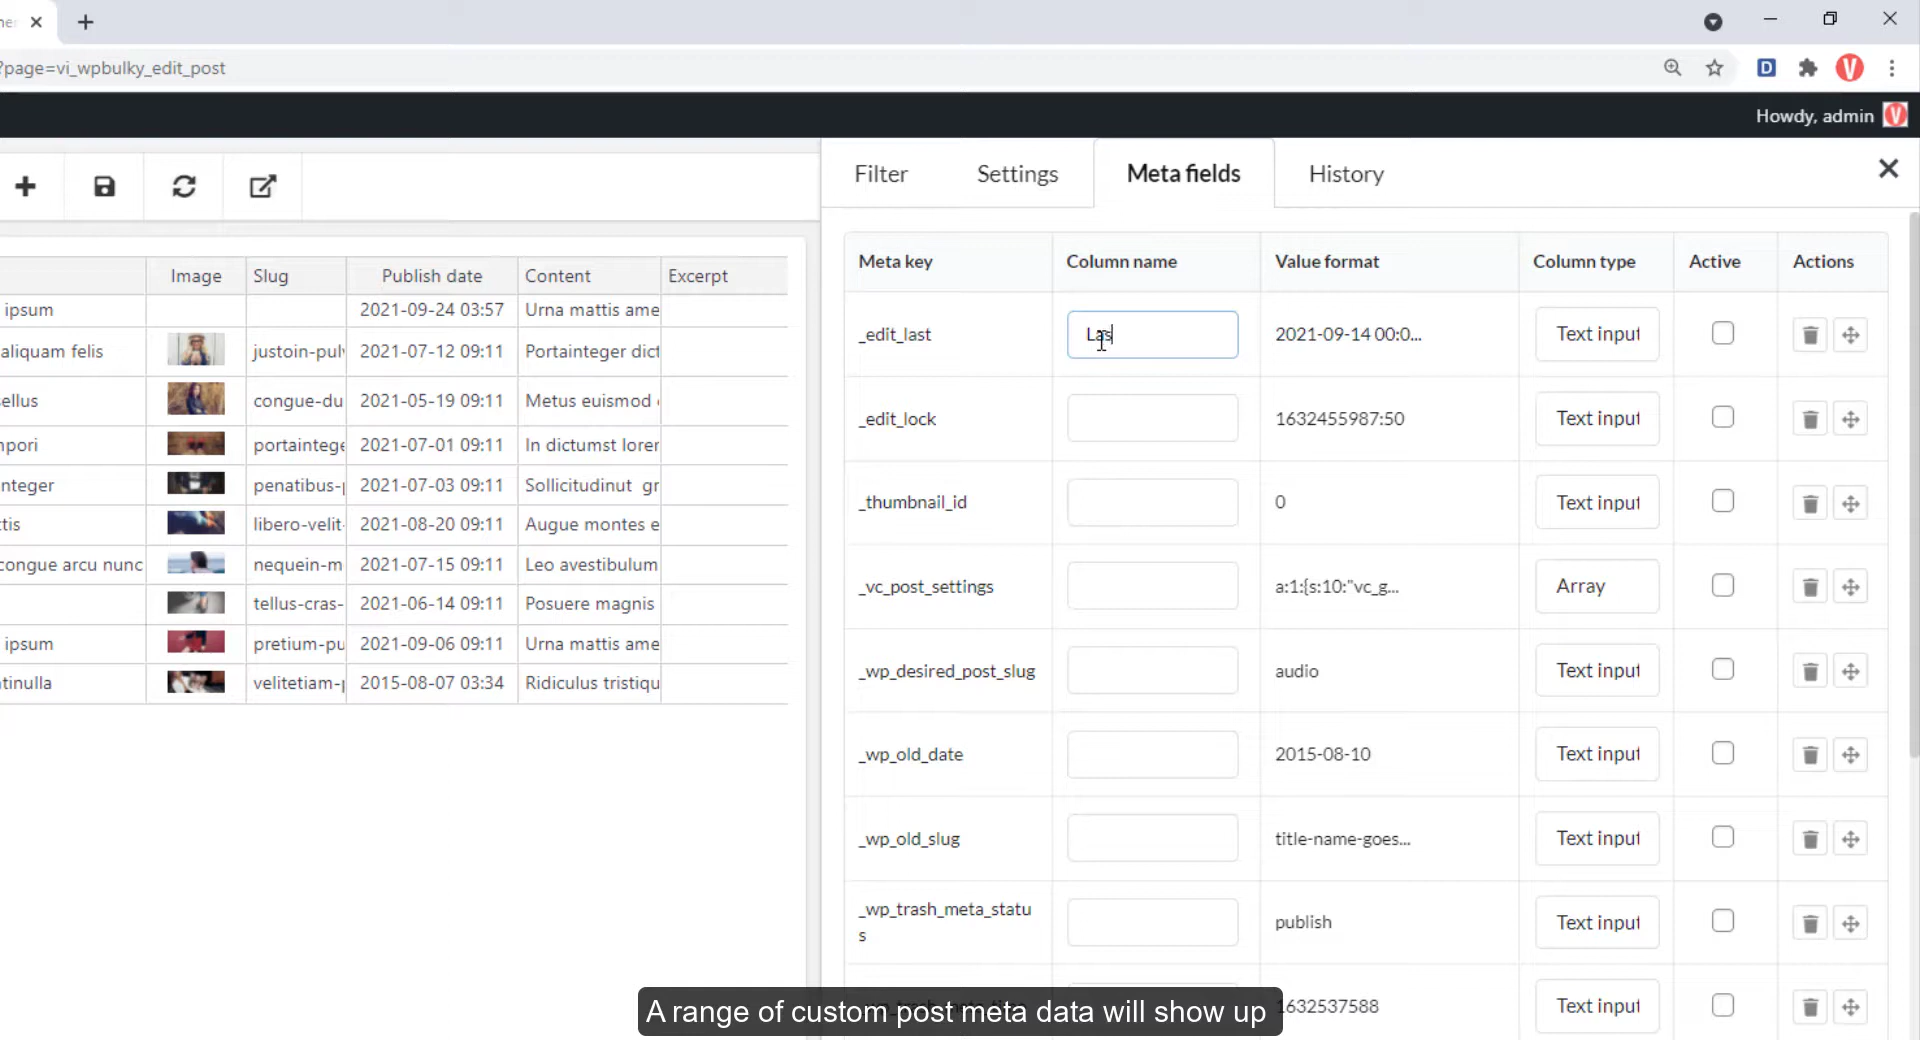 ?page=vi_wpbulky_edit_post
D
V
Howdy, admin
V
Filter
Settings
Meta fields
History
Image
Slug
Publish date
Content
Excerpt
ipsum
2021-09-24 03:57
Urna mattis ame
aliquam felis
justoin-pul
2021-07-12 09:11
Portainteger dict
ellus
congue-du
2021-05-19 09:11
Metus euismod
npori
portaintege
2021-07-01 09:11
In dictumst lorer
nteger
penatibus-p
2021-07-03 09:11
Sollicitudinut gr
tis
libero-velit-
2021-08-20 09:11
Augue montes e
congue arcu nunc
nequein-m
2021-07-15 09:11
Leo avestibulum
tellus-cras-
2021-06-14 09:11
Posuere magnis
ipsum
pretium-pu
2021-09-06 09:11
Urna mattis ame
tinulla
velitetiam-p
2015-08-07 03:34
Ridiculus tristiqu
Meta key
Column name
Value format
Column type
Active
Actions
_edit_last
Las
2021-09-14 00:0...
Text input
_edit_lock
1632455987:50
Text input
_thumbnail_id
0
Text input
_vc_post_settings
a:1:{s:10:"vc_g...
Array
_wp_desired_post_slug
audio
Text input
_wp_old_date
2015-08-10
Text input
_wp_old_slug
title-name-goes...
Text input
_wp_trash_meta_statu
s
publish
Text input
1632537588
Text input
A range of custom post meta data will show up